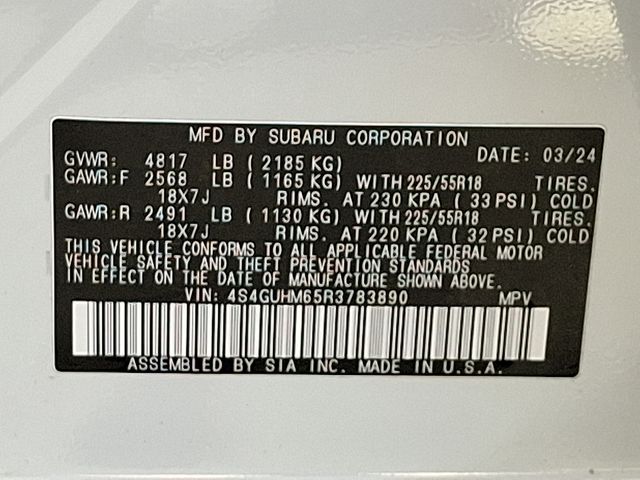 MFD BY SUBARU CORPORATION
GVWR: 4817 LB (2185 KG) DATE: 03/24
GAWR:F 2568 LB (1165 KG) WITH 225/55R18 TIRES.
18X7J RIMS. AT 230 KPA (33 PSI) COLD
GAWR:R 2491 LB (1130 KG) WITH 225/55R18 TIRES.
18X7J RIMS. AT 220 KPA (32 PSI) COLD
THIS VEHICLE CONFORMS TO ALL APPLICABLE FEDERAL MOTOR
VEHICLE SAFETY AND THEFT PREVENTION STANDARDS
IN EFFECT ON THE DATE OF MANUFACTURE SHOWN ABOVE.
VIN: 4S4GUHM65R3783890 MPV
ASSEMBLED BY SIA INC. MADE IN U.S.A.